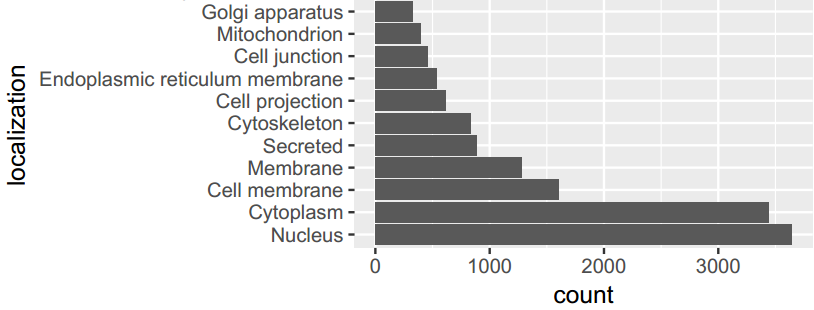 Golgi apparatus
Mitochondrion
Cell junction
Endoplasmic reticulum membrane
Cell projection
Cytoskeleton
Secreted
Membrane
Cell membrane
Cytoplasm
Nucleus
localization
0 1000 2000 3000
count